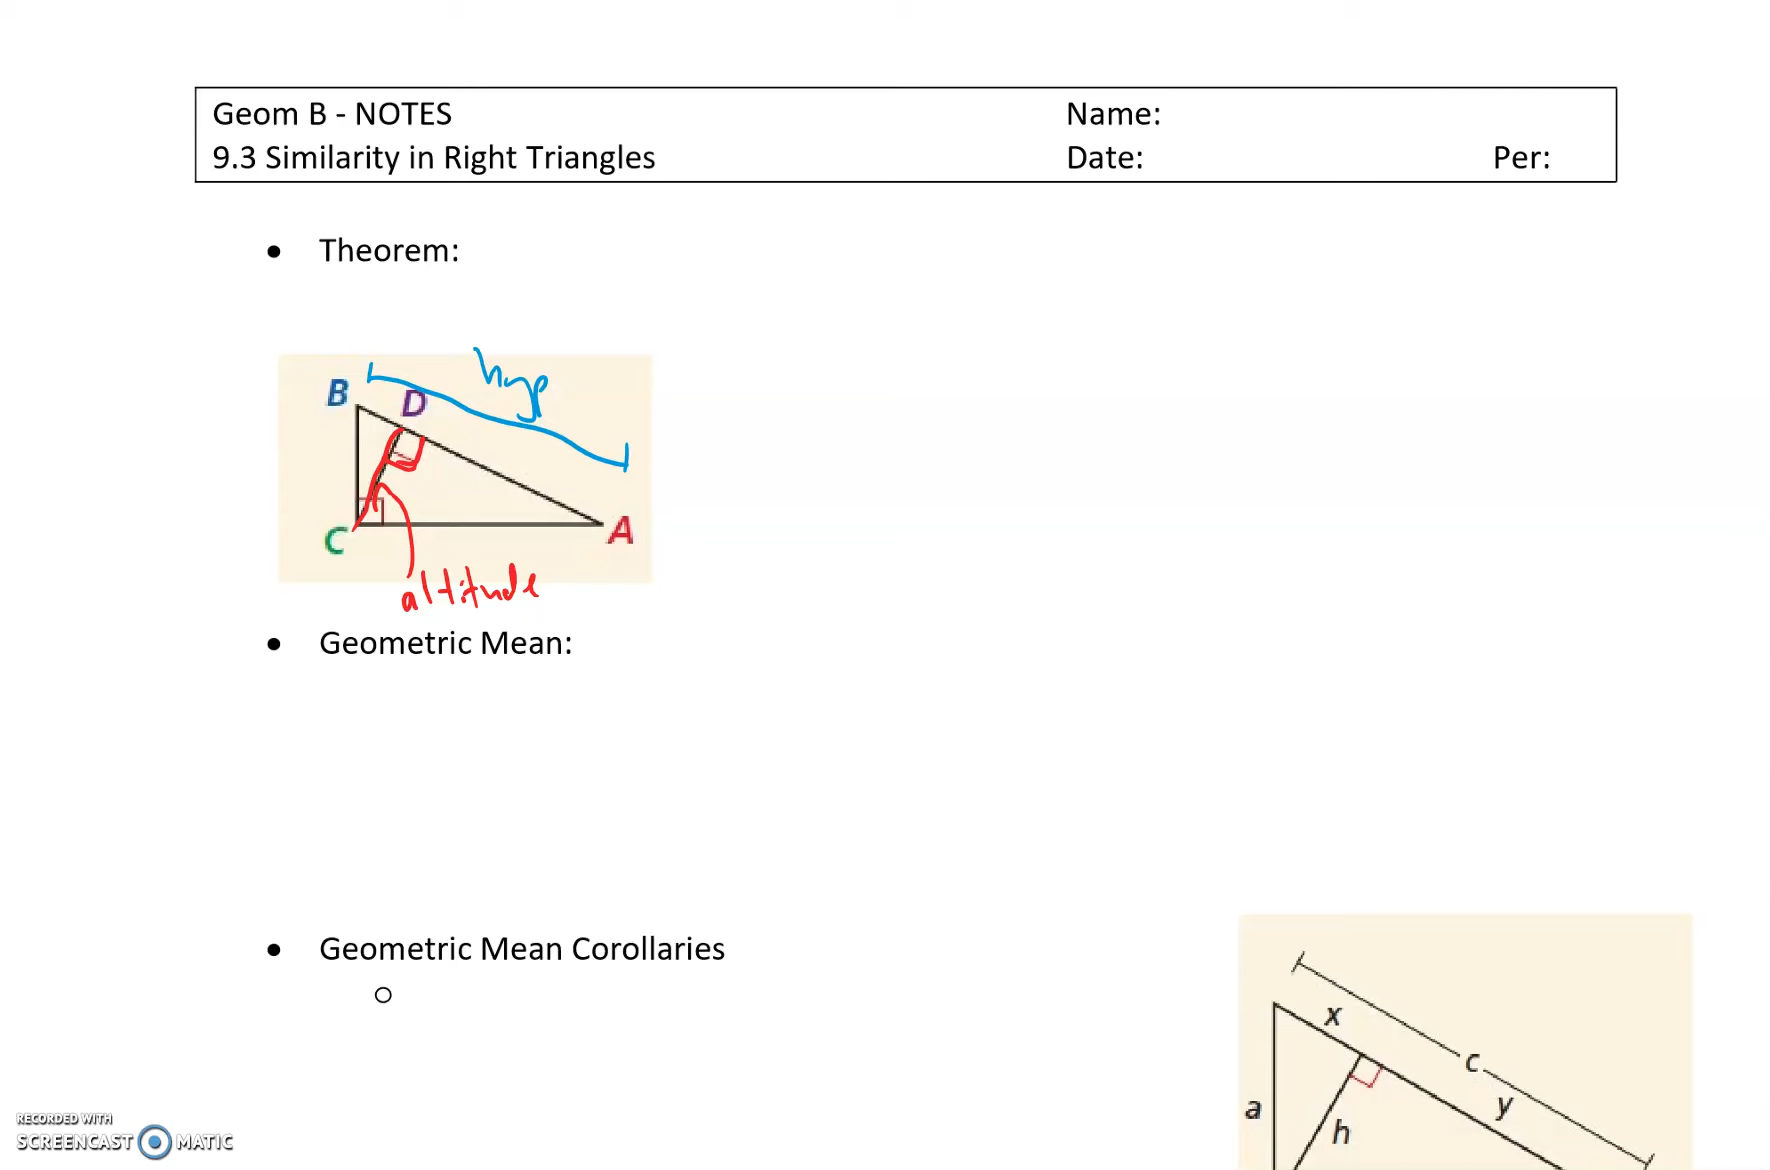 Geom B - NOTES Name:
9.3 Similarity in Right Triangles Date: Per:
• Theorem:
hyp
B D
C A
altitude
• Geometric Mean:
• Geometric Mean Corollaries
○
x
c
y
a
h
RECORDED WITH
SCREENCAST MATIC